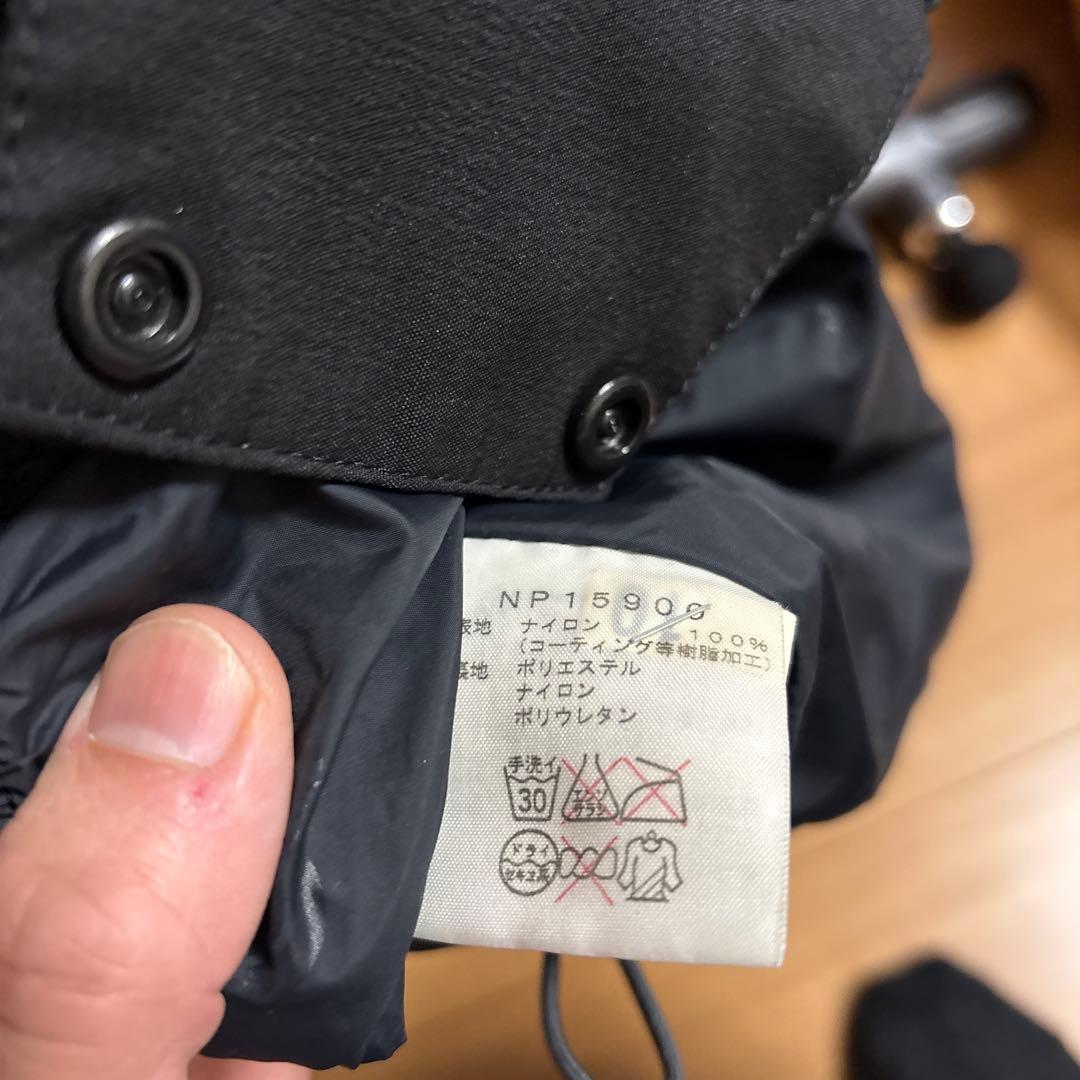 NP15900
表地 ナイロン 100%
(コーティング等樹脂加工)
裏地 ポリエステル
ナイロン
ポリウレタン
手洗イ 30
エンソ サラシ
ドライ セキユ系